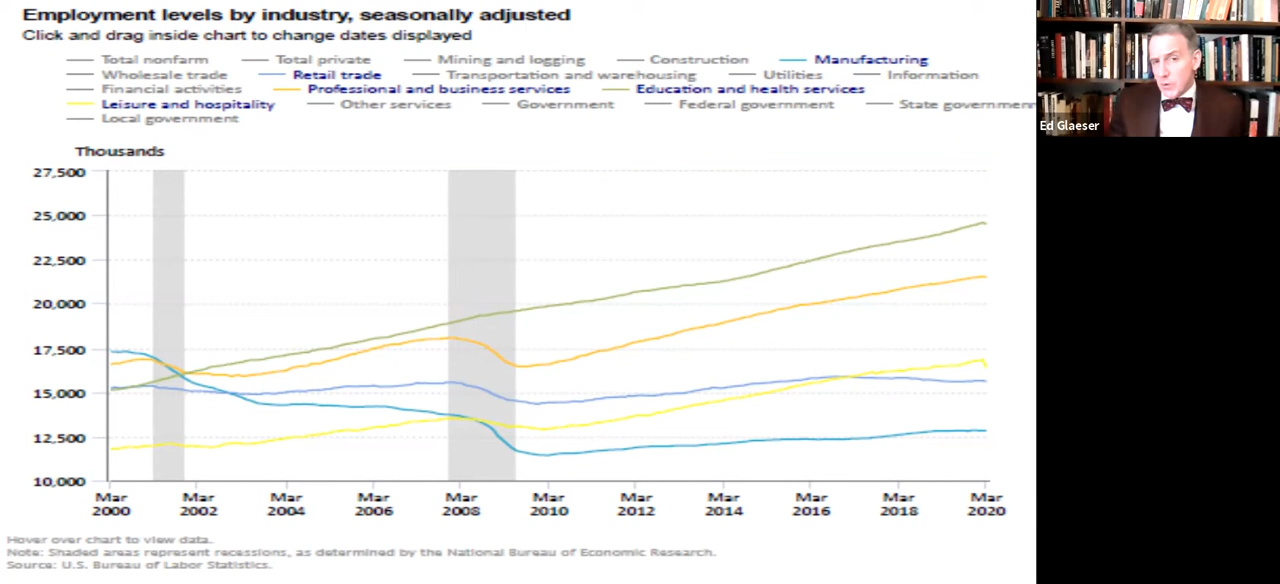 Employment levels by industry, seasonally adjusted
Click and drag inside chart to change dates displayed
Total nonfarm Total private Mining and logging Construction Manufacturing
Wholesale trade Retail trade Transportation and warehousing Utilities Information
Financial activities Professional and business services Education and health services
Leisure and hospitality Other services Government Federal government State governmen
Local government
Ed Glaeser
Thousands
27,500
25,000
22,500
20,000
17,500
15,000
12,500
10,000
Mar Mar Mar Mar Mar Mar Mar Mar Mar Mar Mar
2000 2002 2004 2006 2008 2010 2012 2014 2016 2018 2020
Hover over chart to view data.
Note: Shaded areas represent recessions, as determined by the National Bureau of Economic Research.
Source: U.S. Bureau of Labor Statistics.